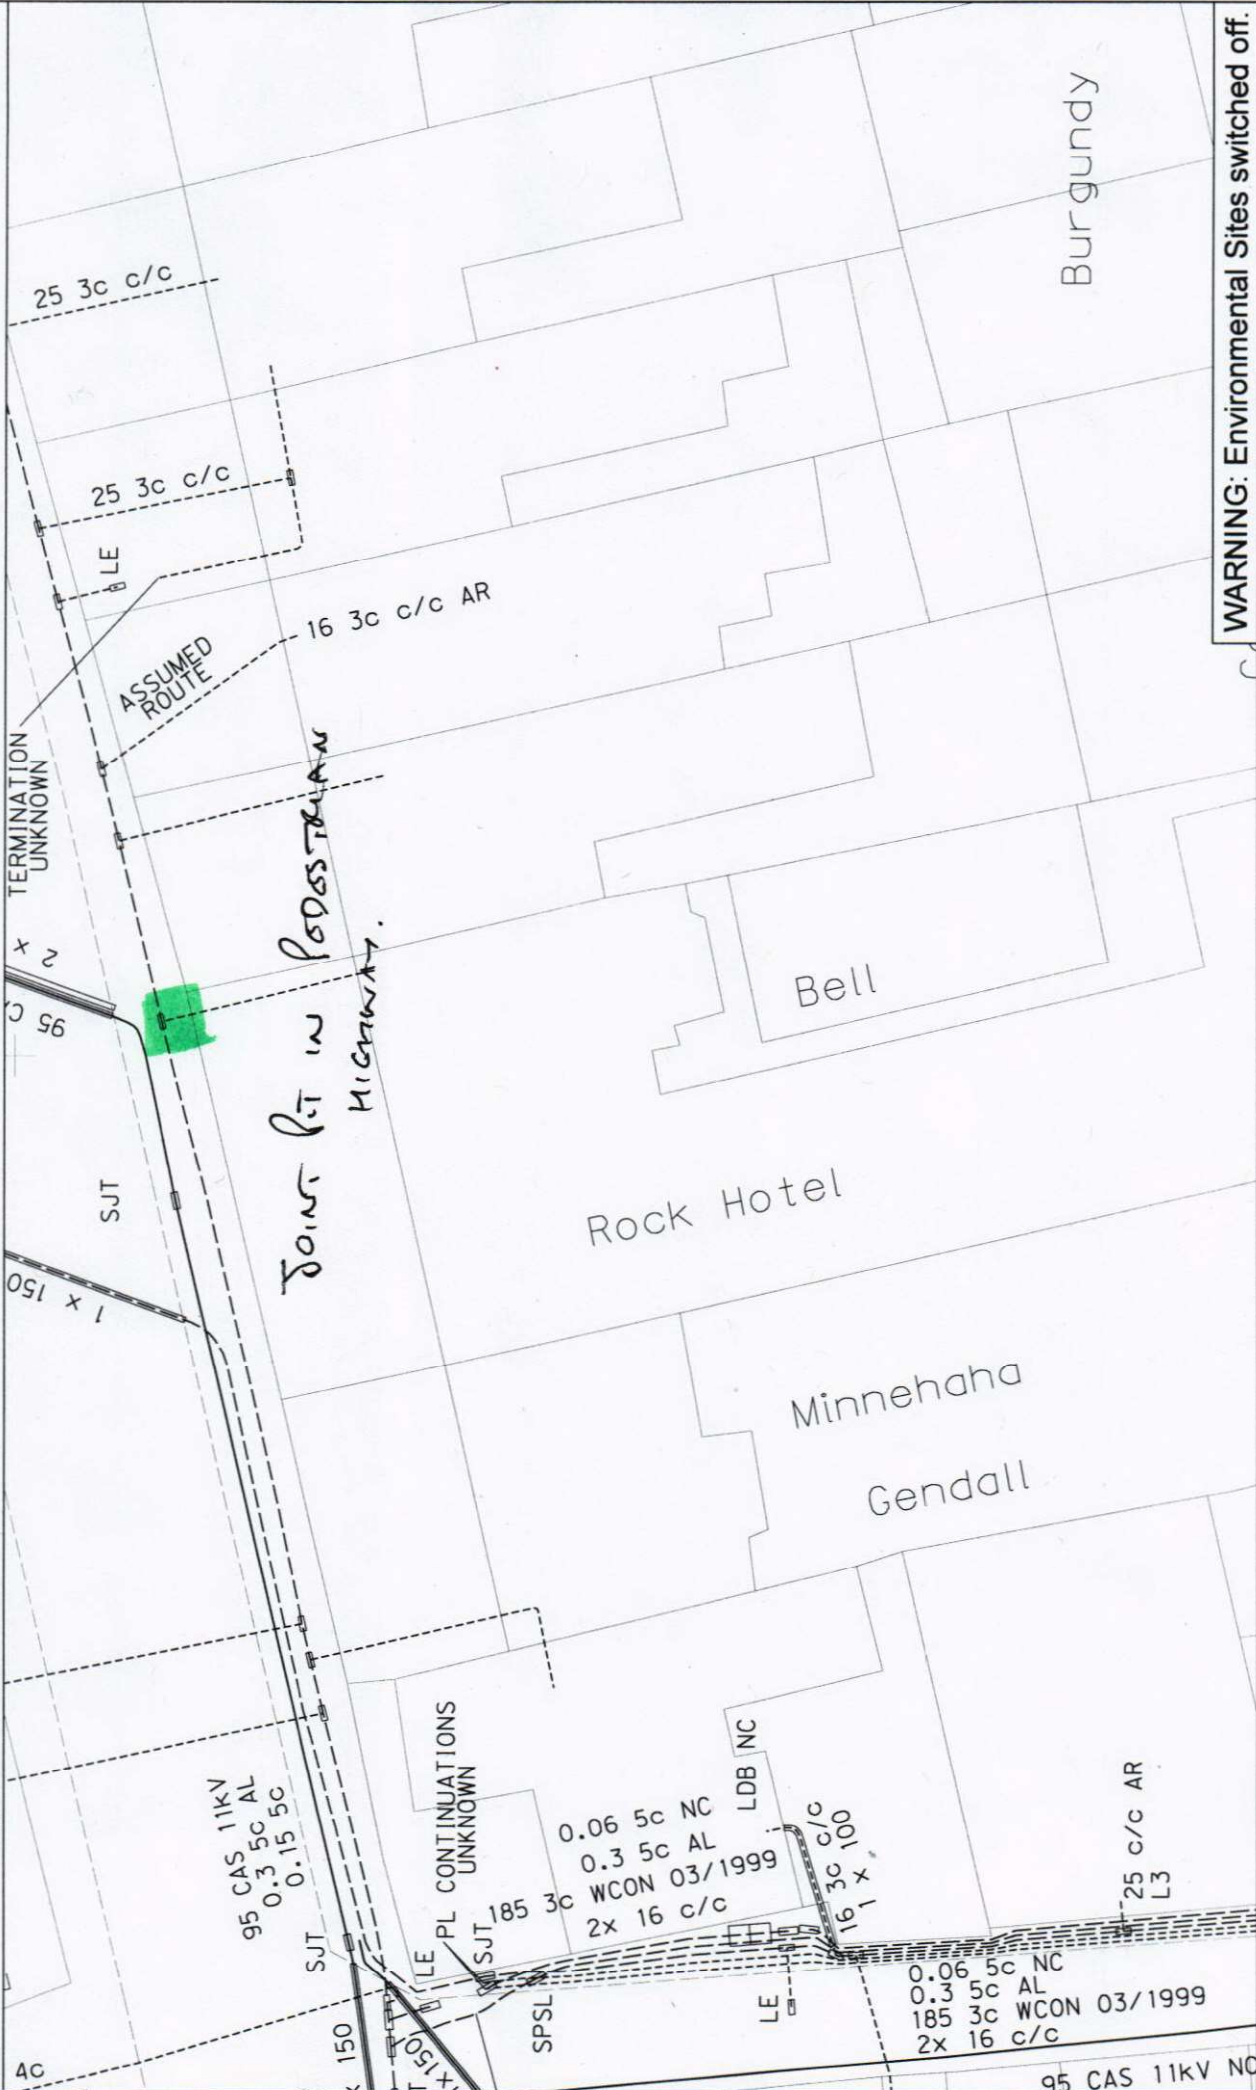 25 3c c/c
25 3c c/c
LE
16 3c c/c AR
ASSUMED
ROUTE
TERMINATION
UNKNOWN
2 x
95 C
SJT
1 x 150
JOINT PIT IN PEDESTRIAN
HIGHWAY.
Burgundy
WARNING: Environmental Sites switched off.
Bell
Rock Hotel
Minnehaha
Gendall
95 CAS 11kV
0.3 5c AL
0.15 5c
SJT
LE
PL CONTINUATIONS
UNKNOWN
SJT
0.06 5c NC
0.3 5c AL
185 3c WCON 03/1999
2x 16 c/c
LDB NC
16 3c c/c
1 x 100
25 c/c AR
L3
SPSL
LE
0.06 5c NC
0.3 5c AL
185 3c WCON 03/1999
2x 16 c/c
95 CAS 11kV NC
4c
150
x150